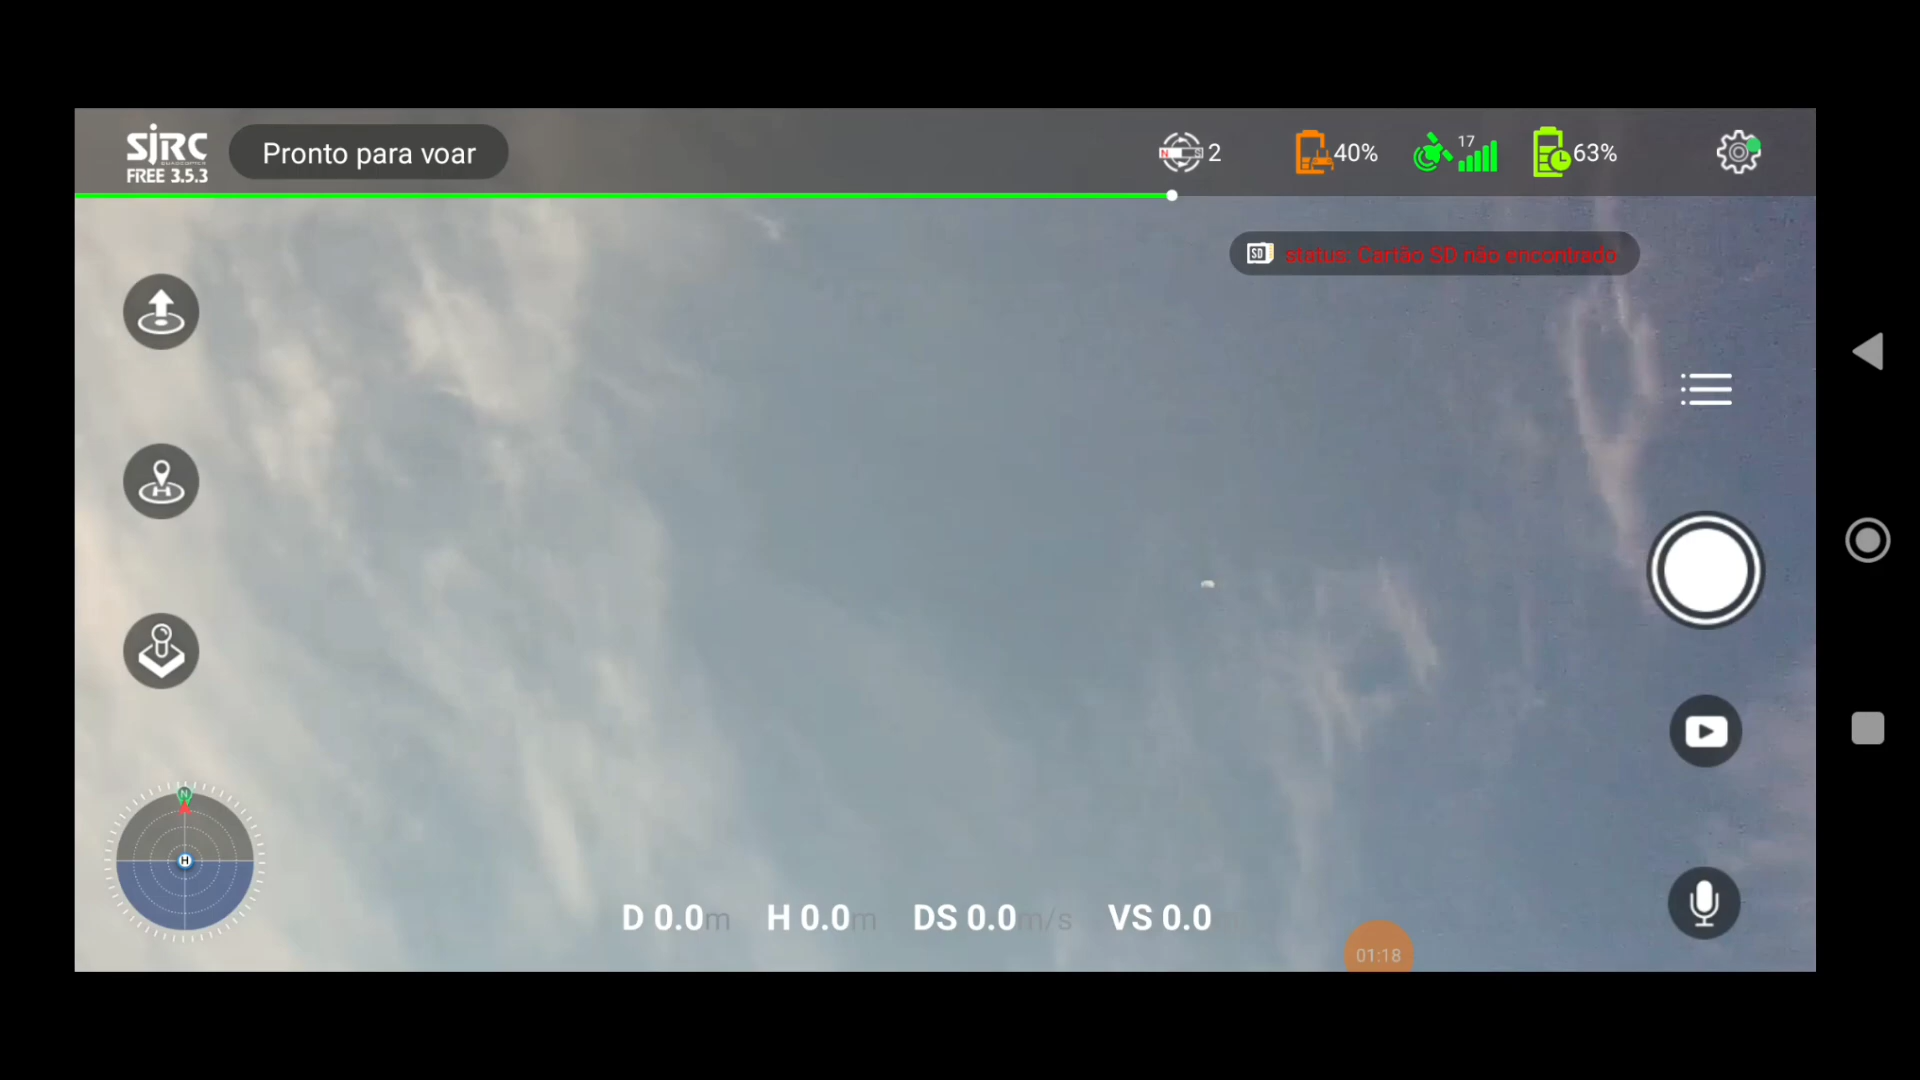 SJRC
FREE 3.5.3
Pronto para voar
N S 2
40%
17
63%
SD status: Cartão SD não encontrado
N
H
D 0.0m H 0.0m DS 0.0m/s VS 0.0
01:18